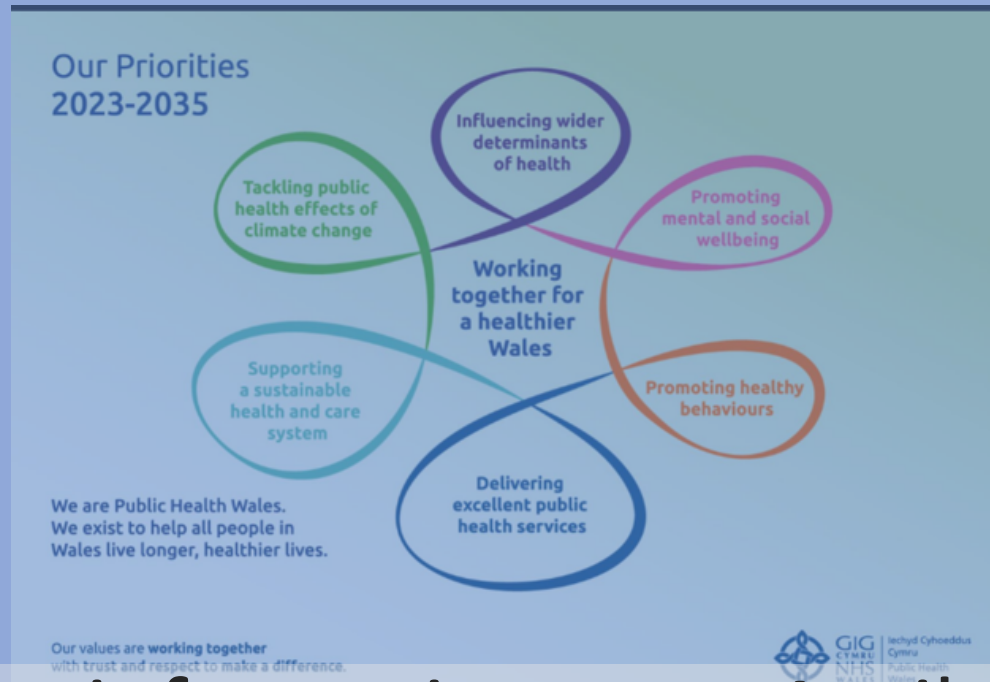 Our Priorities
2023-2035
Influencing wider
determinants
of health
Tackling public
health effects of
climate change
Promoting
mental and social
wellbeing
Working
together for
a healthier
Wales
Supporting
a sustainable
health and care
system
Promoting healthy
behaviours
Delivering
excellent public
health services
We are Public Health Wales.
We exist to help all people in
Wales live longer, healthier lives.
Our values are working together
with trust and respect to make a difference.
GIG
CYMRU
NHS
WALES
Iechyd Cyhoeddus
Cymru
Public Health
Wales